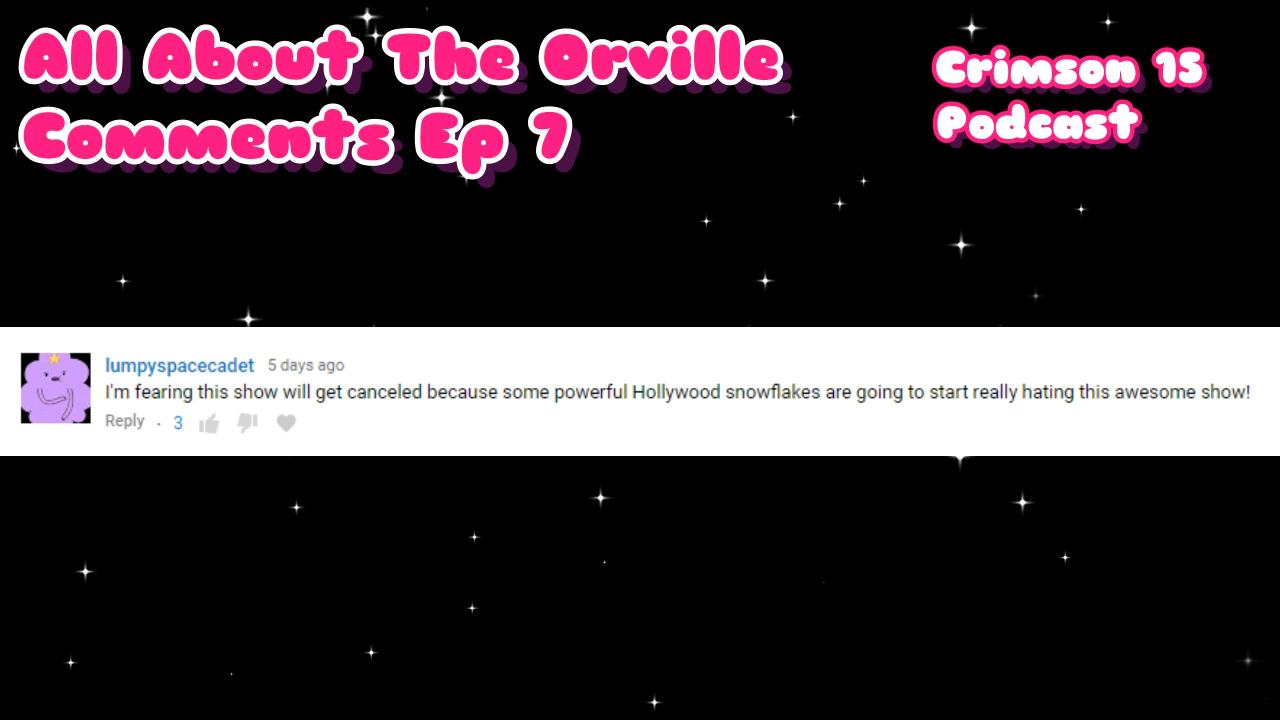 All About The Orville
Comments Ep 7
Crimson 15
Podcast
lumpyspacecadet 5 days ago
I'm fearing this show will get canceled because some powerful Hollywood snowflakes are going to start really hating this awesome show!
Reply · 3